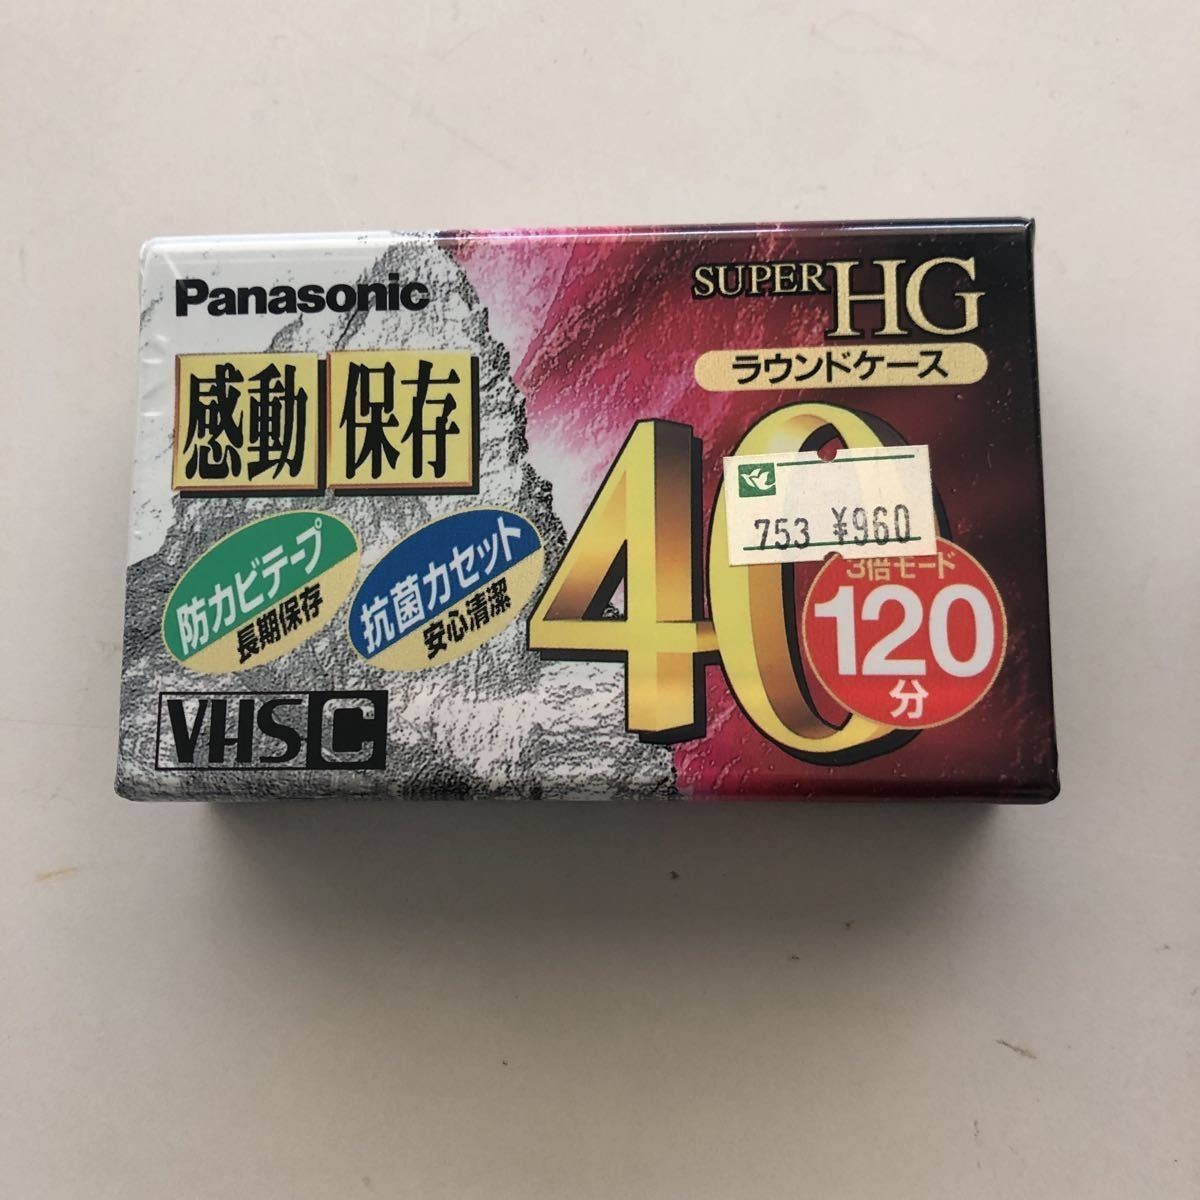 Panasonic
SUPER HG
ラウンドケース
感動 保存
40
753 ¥960
3倍モード
120
分
防カビテープ
長期保存
抗菌カセット
安心清潔
VHS C